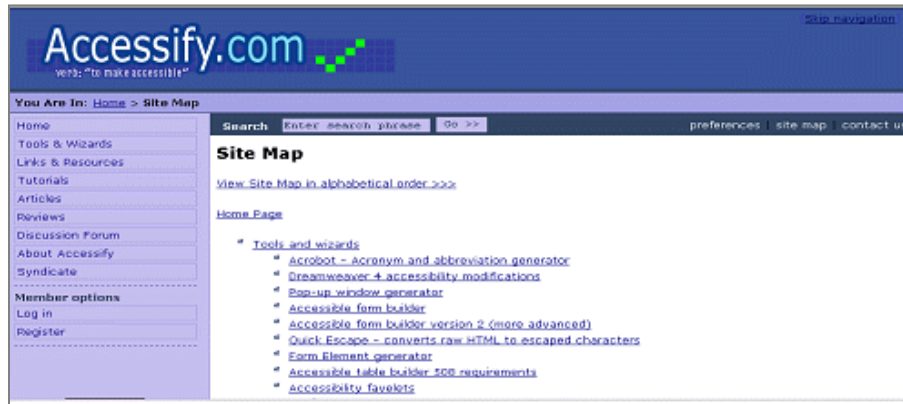 Skip navigation
Accessify.com
verb: "to make accessible"
You Are In: Home > Site Map
Home
Tools & Wizards
Links & Resources
Tutorials
Articles
Reviews
Discussion Forum
About Accessify
Syndicate
Member options
Log in
Register
Search Enter search phrase Go >> preferences | site map | contact us
Site Map
View Site Map in alphabetical order >>>
Home Page
Tools and wizards
Acrobot - Acronym and abbreviation generator
Dreamweaver 4 accessibility modifications
Pop-up window generator
Accessible form builder
Accessible form builder version 2 (more advanced)
Quick Escape - converts raw HTML to escaped characters
Form Element generator
Accessible table builder 508 requirements
Accessibility favelets